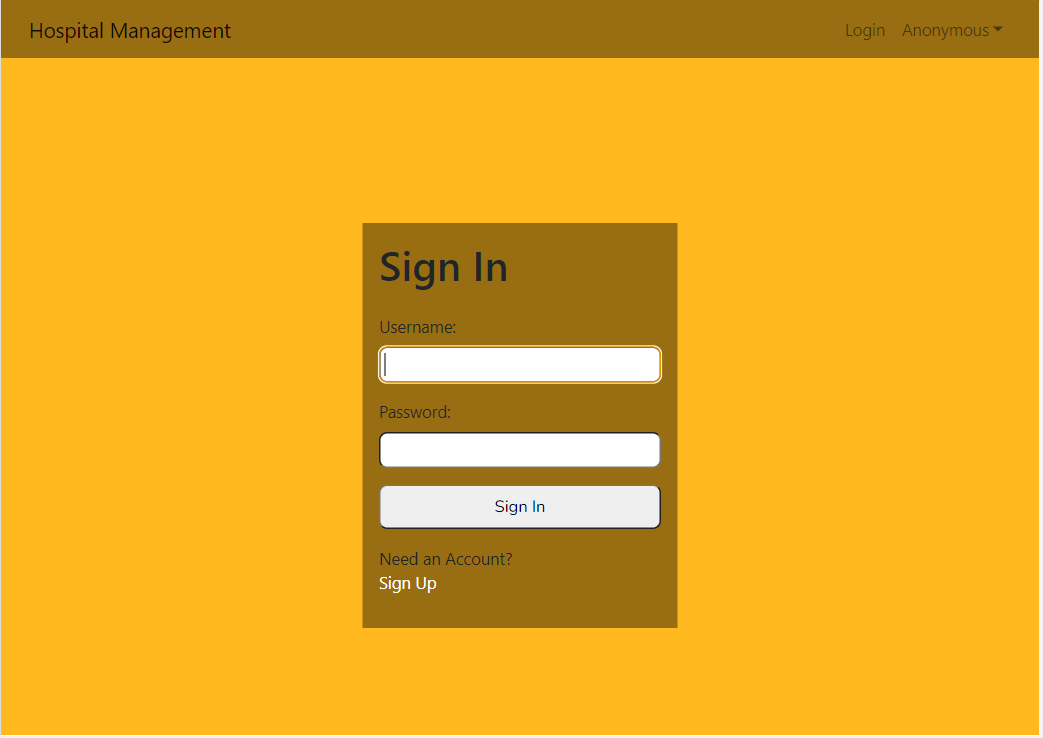 Hospital Management
Login
Anonymous
Sign In
Username:
Password:
Sign In
Need an Account?
Sign Up